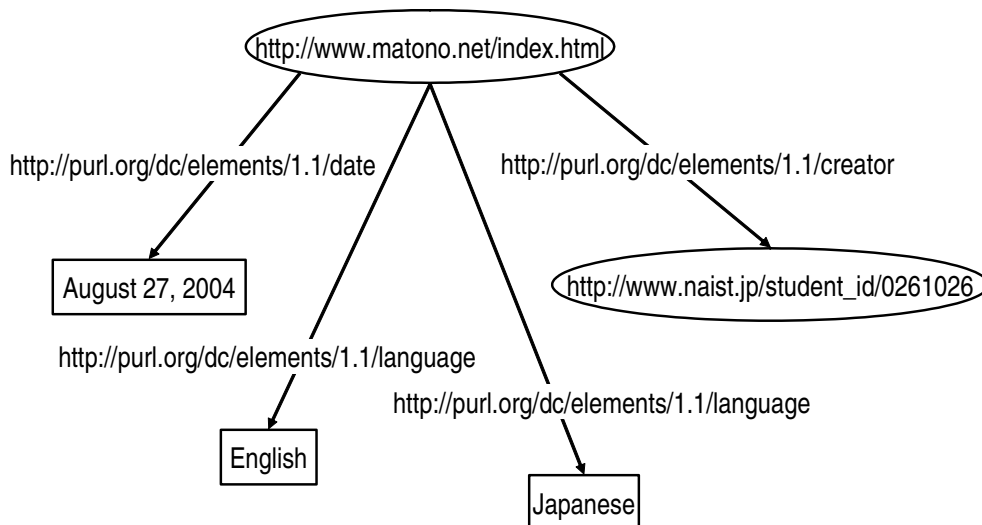 http://www.matono.net/index.html
http://purl.org/dc/elements/1.1/date
http://purl.org/dc/elements/1.1/creator
August 27, 2004
http://www.naist.jp/student_id/0261026
http://purl.org/dc/elements/1.1/language
http://purl.org/dc/elements/1.1/language
English
Japanese